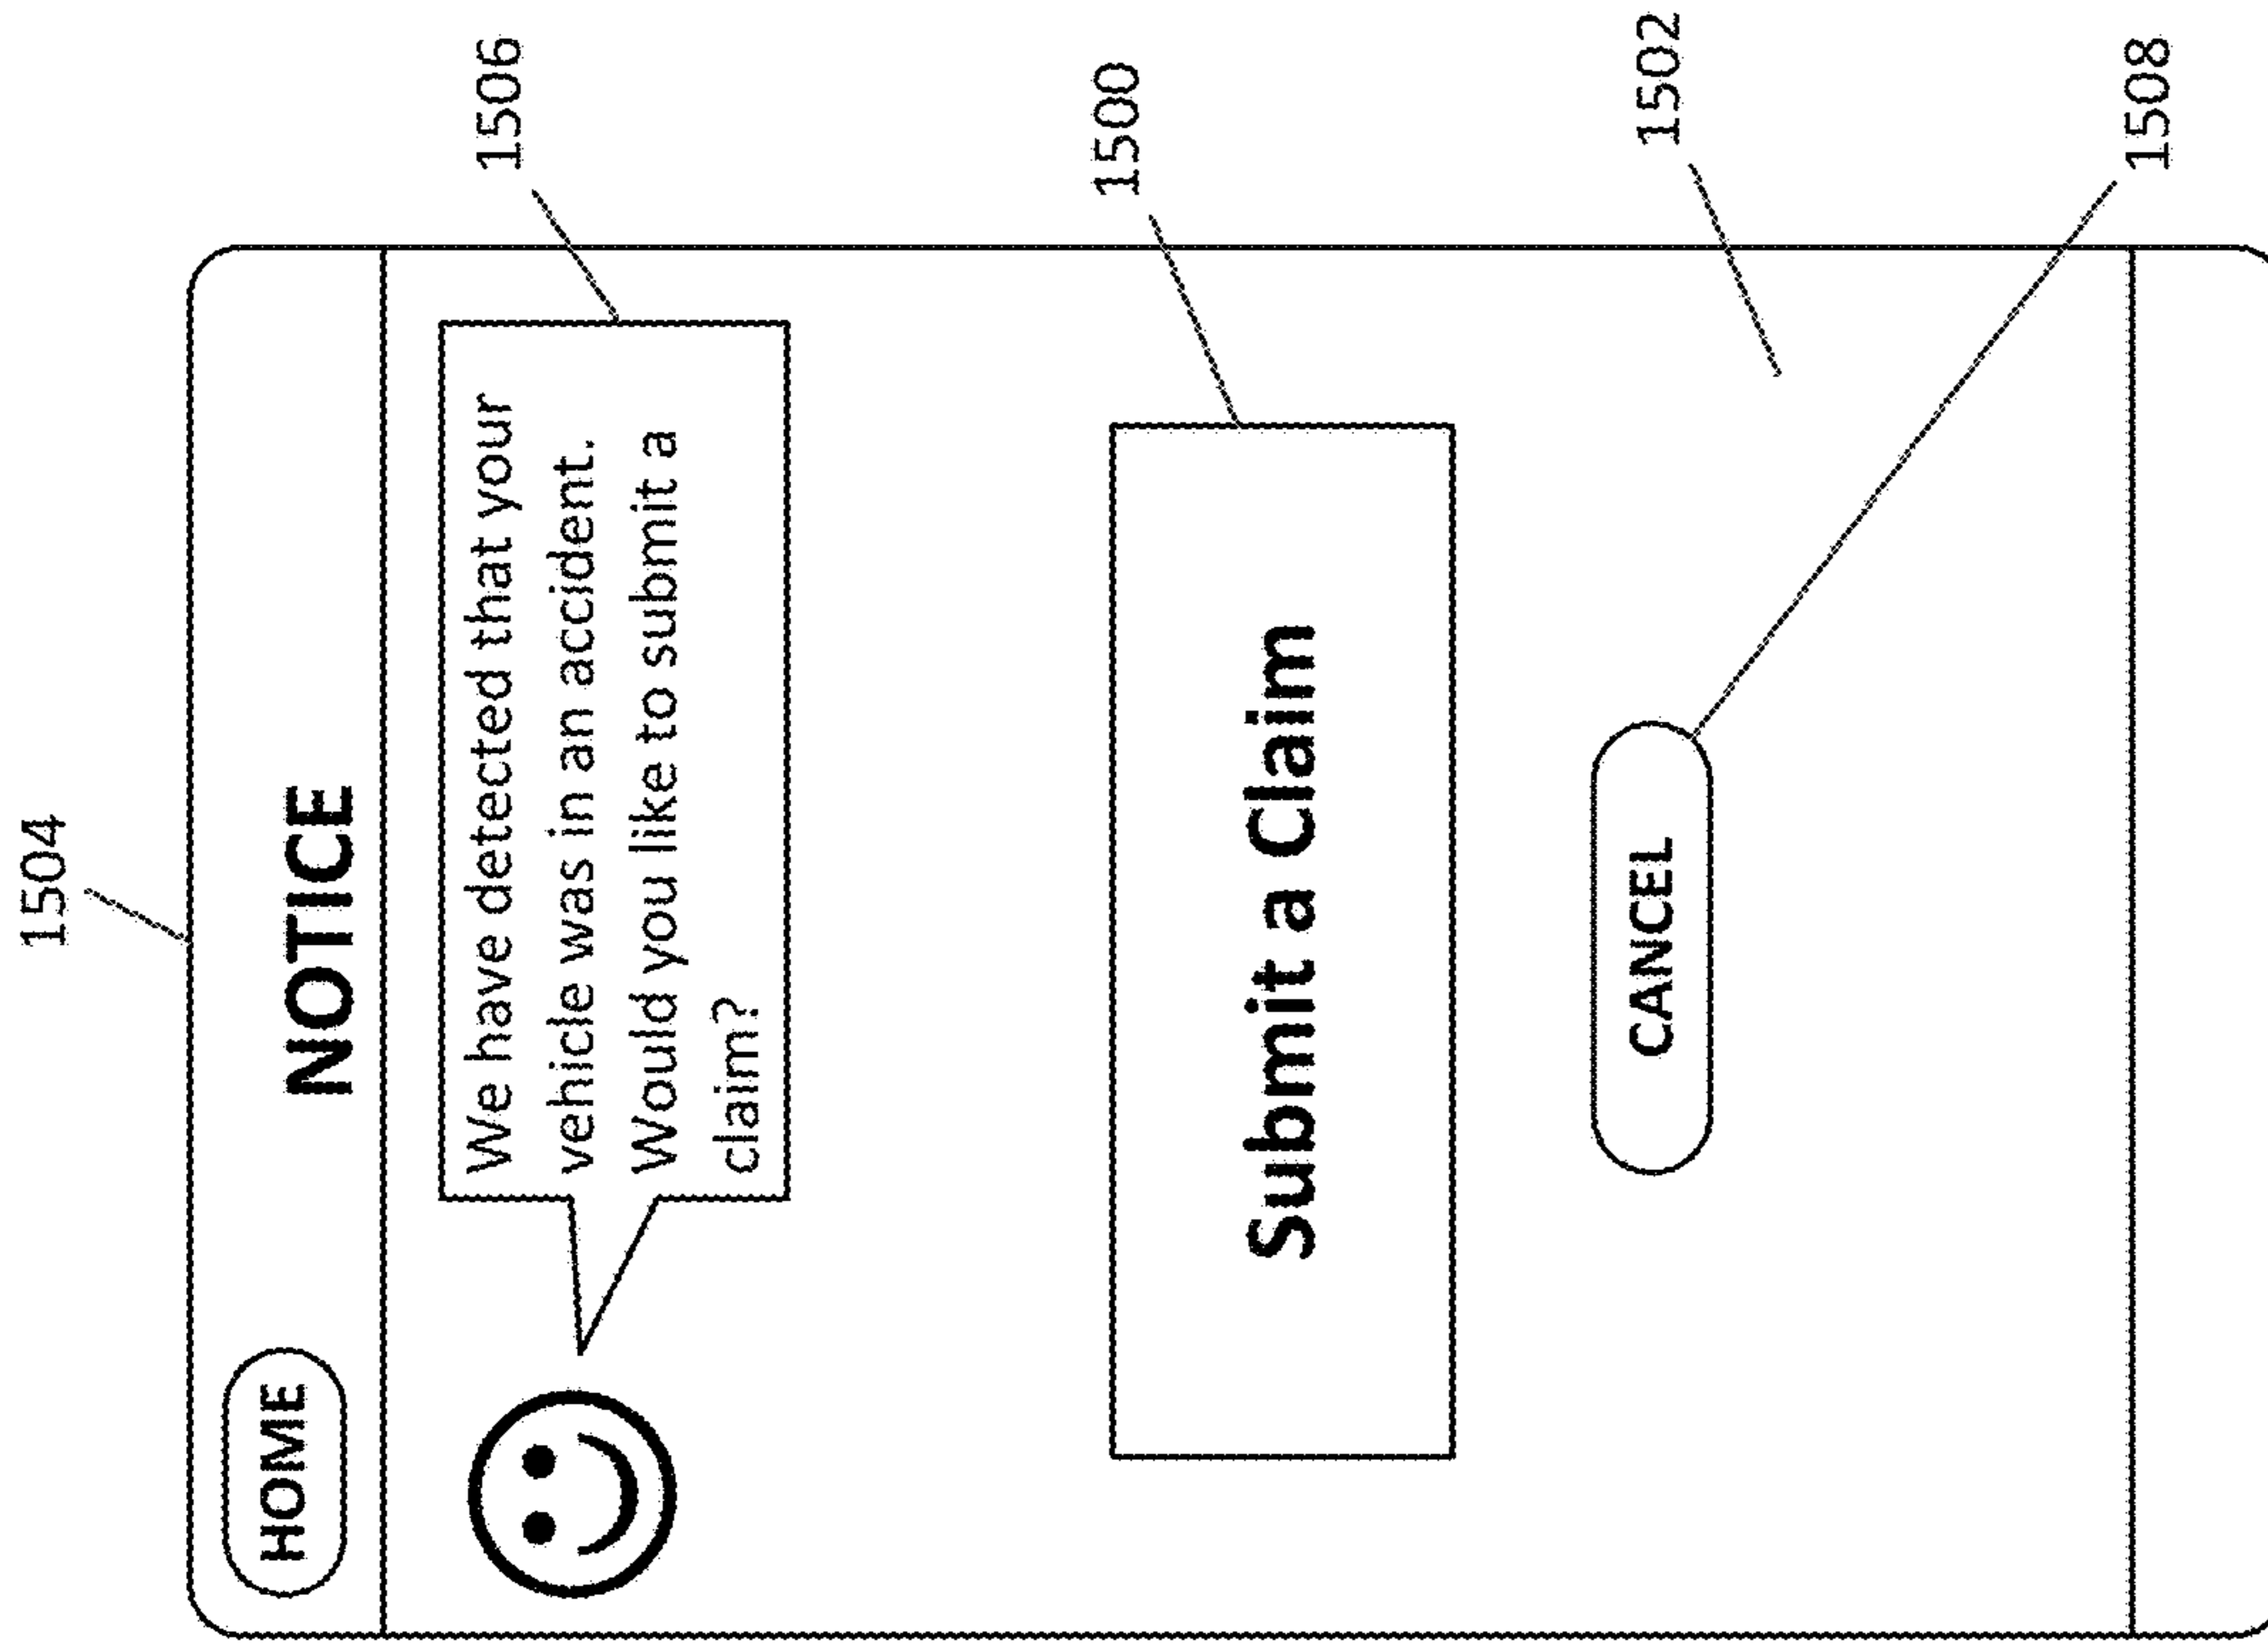 1504
HOME
NOTICE
We have detected that your
vehicle was in an accident.
Would you like to submit a
claim?
1506
Submit a Claim
1500
CANCEL
1502
1508